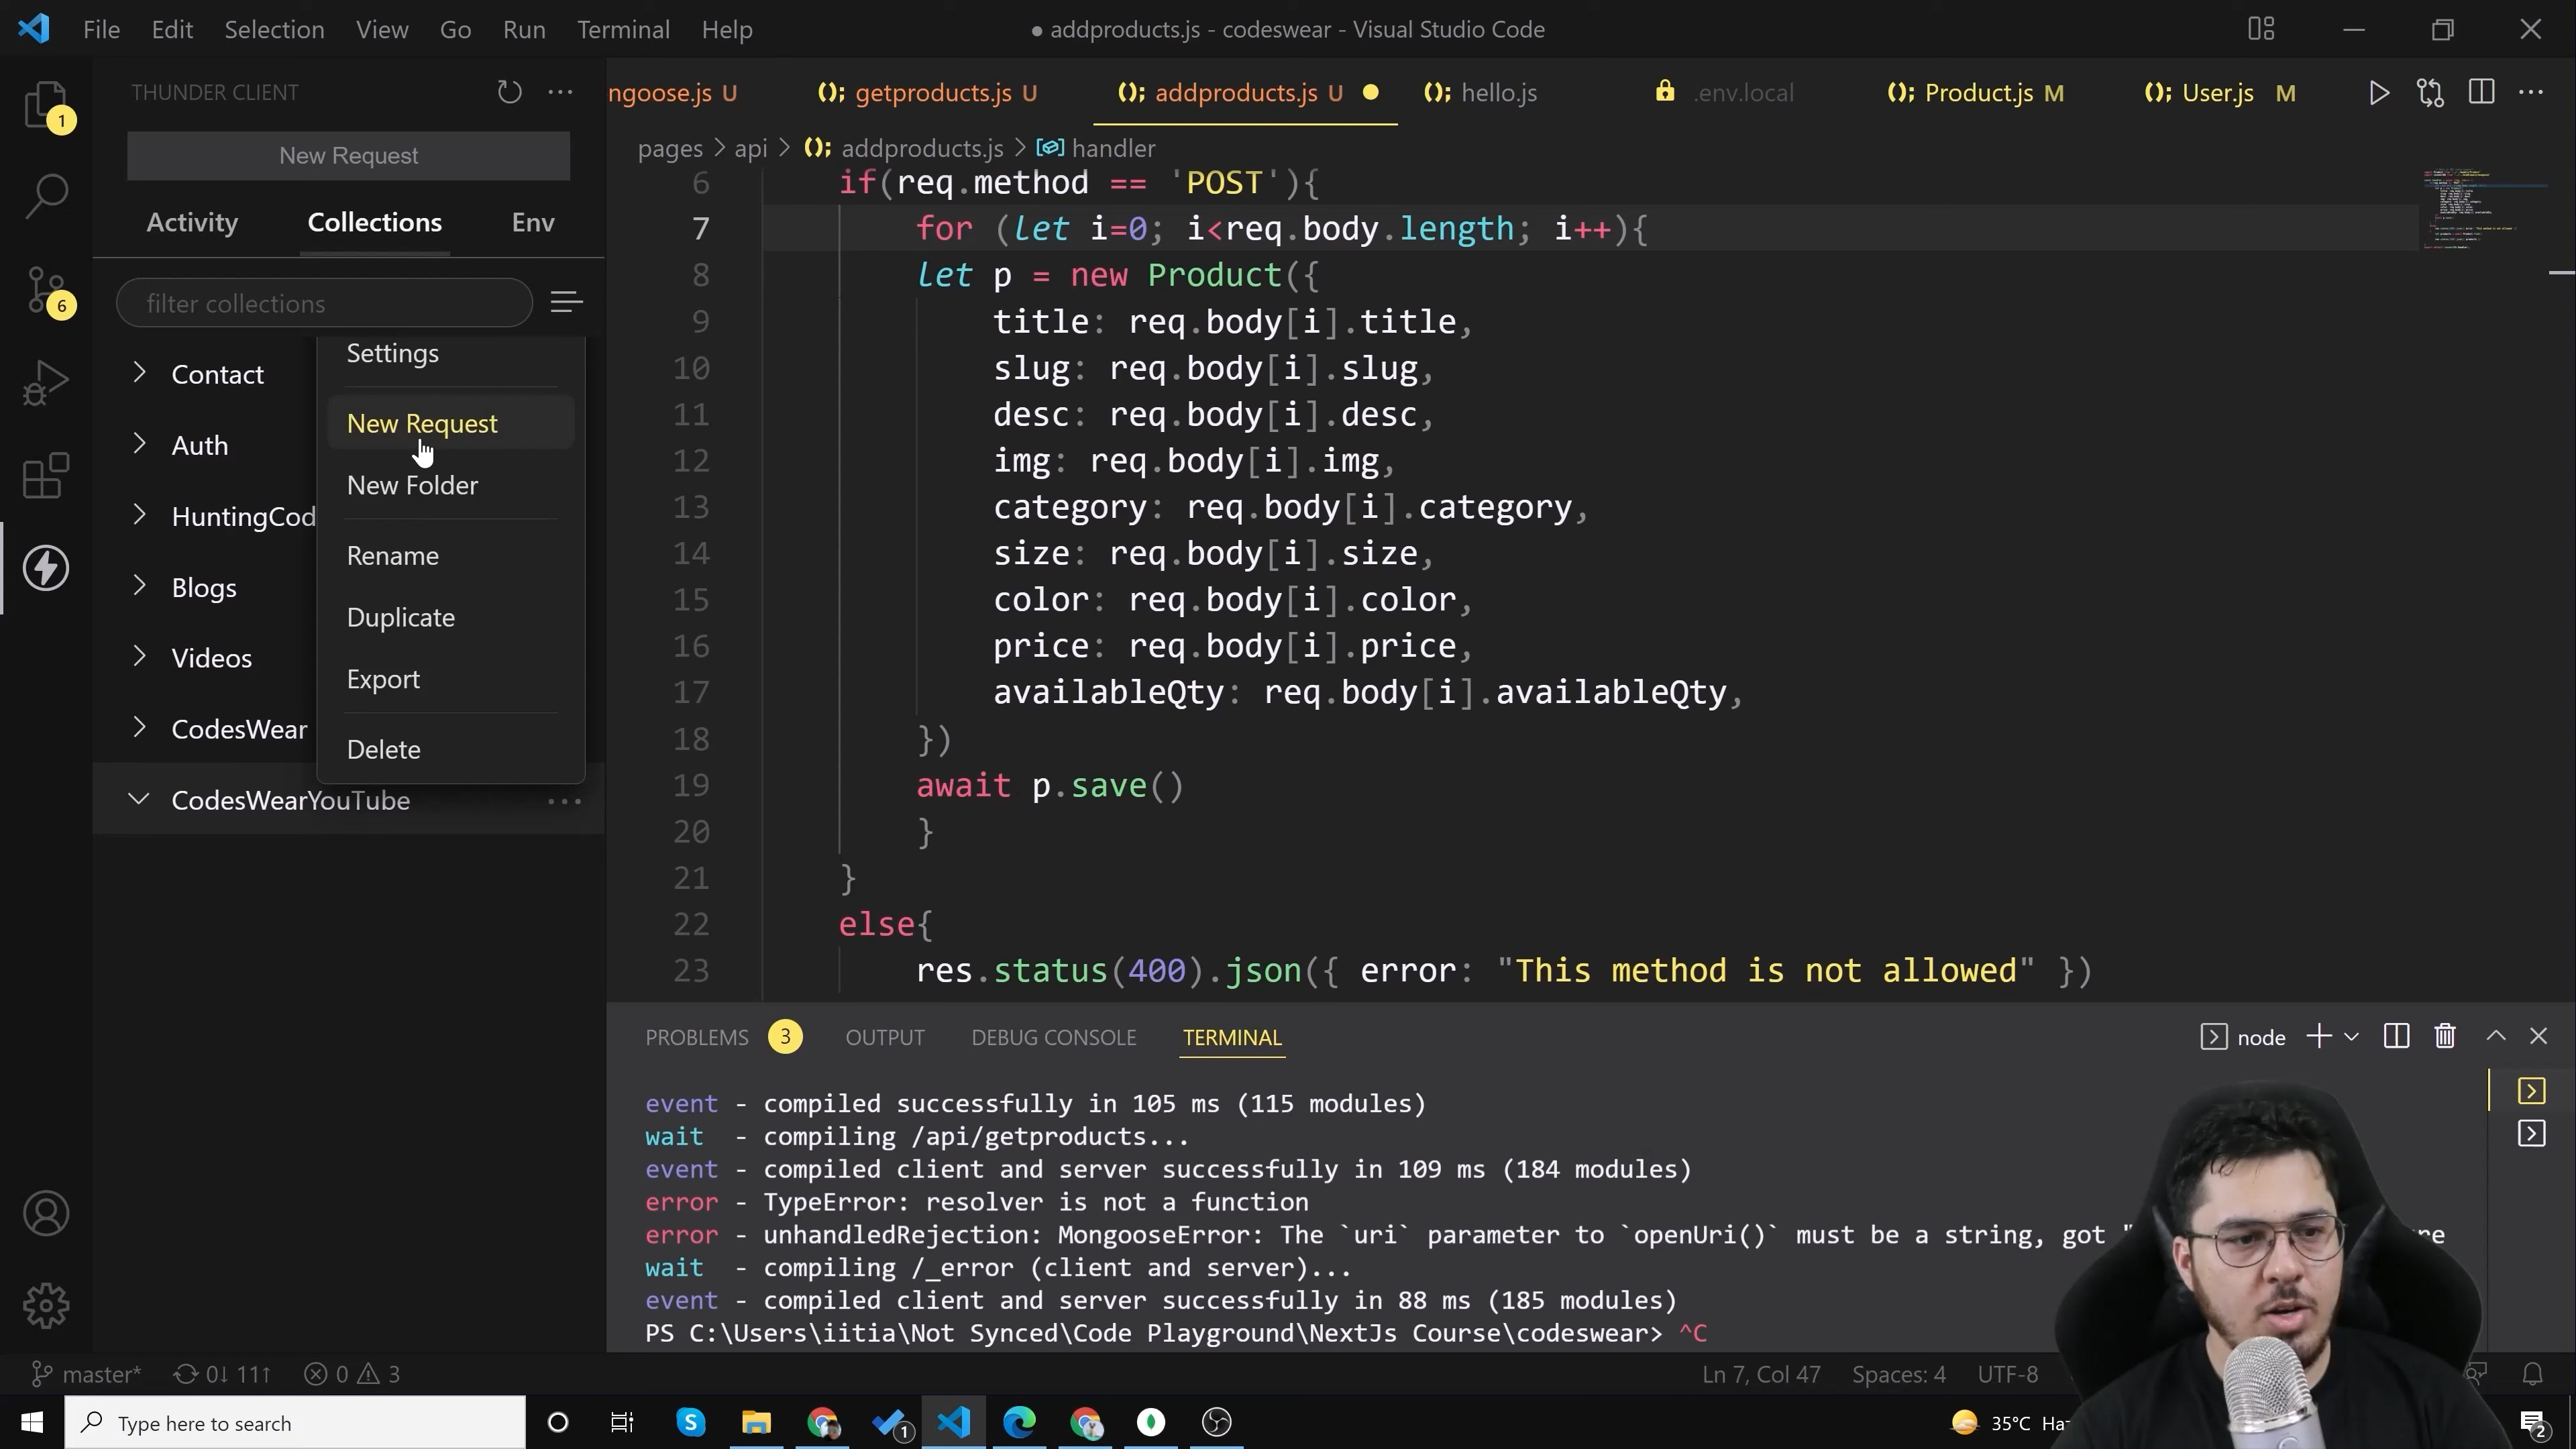 File Edit Selection View Go Run Terminal Help
● addproducts.js - codeswear - Visual Studio Code
THUNDER CLIENT
New Request
Activity Collections Env
filter collections
Contact
Auth
HuntingCod
Blogs
Videos
CodesWear
CodesWearYouTube
Settings
New Request
New Folder
Rename
Duplicate
Export
Delete
1
6
ngoose.js U
getproducts.js U
addproducts.js U
hello.js
.env.local
Product.js M
User.js M
pages > api > addproducts.js > handler
6 if(req.method == 'POST'){
7 for (let i=0; i<req.body.length; i++){
8 let p = new Product({
9 title: req.body[i].title,
10 slug: req.body[i].slug,
11 desc: req.body[i].desc,
12 img: req.body[i].img,
13 category: req.body[i].category,
14 size: req.body[i].size,
15 color: req.body[i].color,
16 price: req.body[i].price,
17 availableQty: req.body[i].availableQty,
18 })
19 await p.save()
20 }
21 }
22 else{
23 res.status(400).json({ error: "This method is not allowed" })
PROBLEMS 3 OUTPUT DEBUG CONSOLE TERMINAL
node
event - compiled successfully in 105 ms (115 modules)
wait - compiling /api/getproducts...
event - compiled client and server successfully in 109 ms (184 modules)
error - TypeError: resolver is not a function
error - unhandledRejection: MongooseError: The `uri` parameter to `openUri()` must be a string, got "
wait - compiling /_error (client and server)...
event - compiled client and server successfully in 88 ms (185 modules)
PS C:\Users\iitia\Not Synced\Code Playground\NextJs Course\codeswear> ^C
master* 0↓ 11↑ 0 3
Ln 7, Col 47 Spaces: 4 UTF-8
Type here to search
1
35°C
2